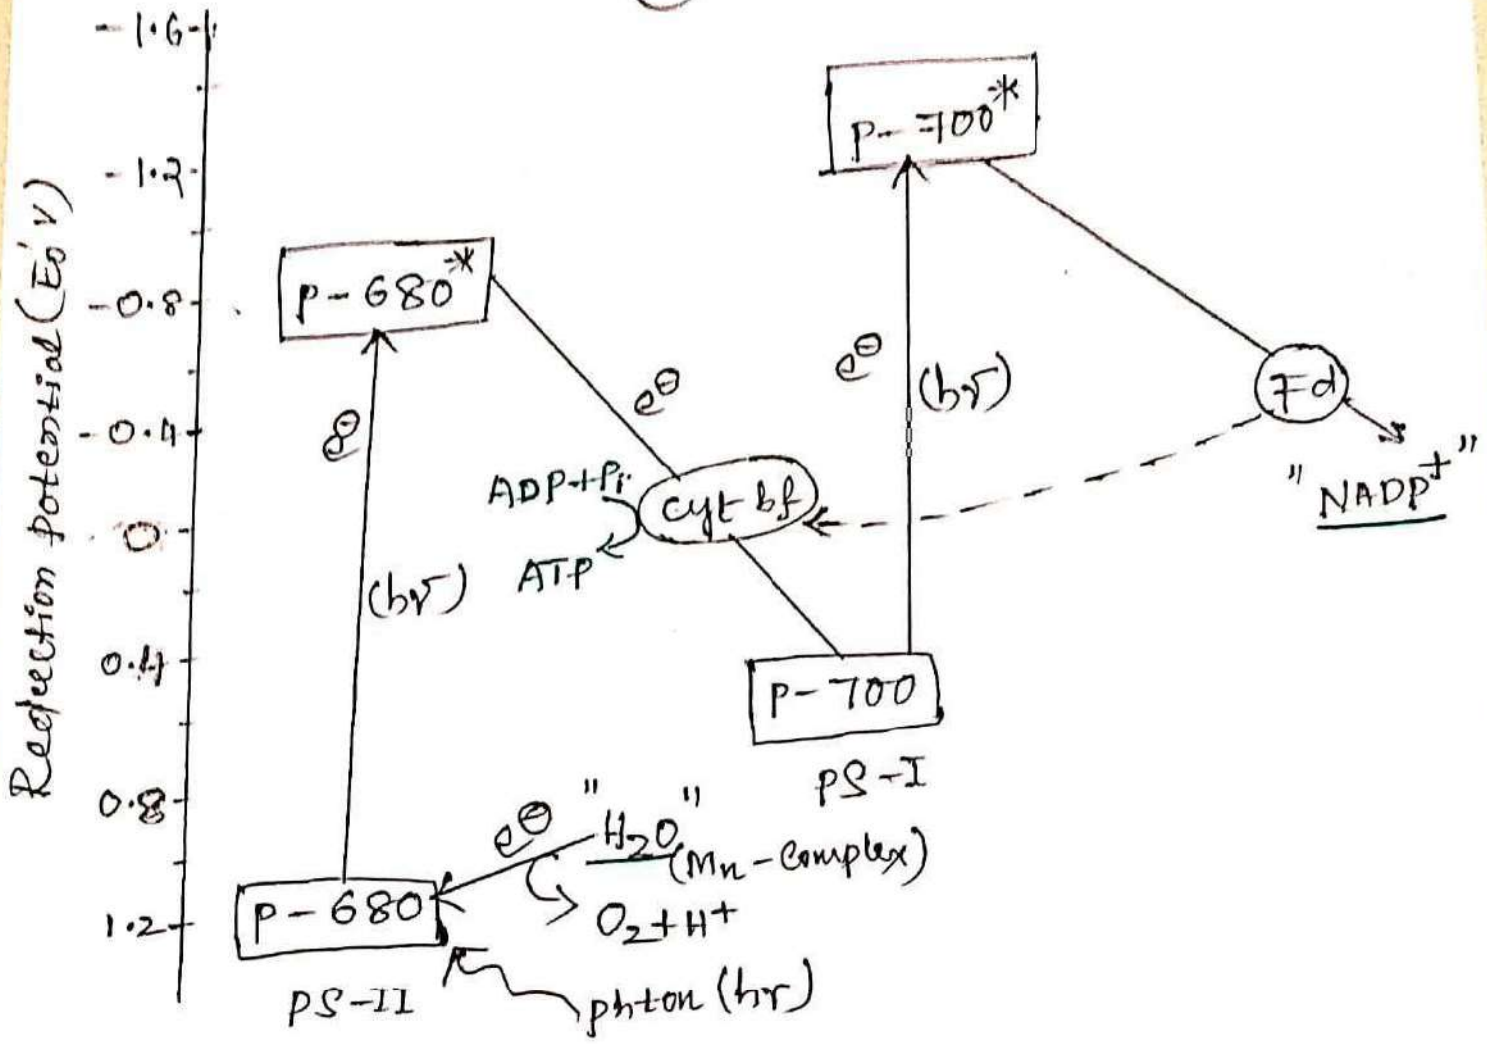 Reduction potential (E₀'V)
-1.6
-1.2
-0.8
-0.4
0
0.4
0.8
1.2
P-700*
P-680*
e⊖
(hν)
e⊖
e⊖
(hν)
Fd
"NADP⁺"
ADP+Pi
cyt bf
ATP
P-700
PS-I
e⊖
"H₂O"
(Mn-Complex)
O₂+H+
P-680
PS-II
phton (hν)